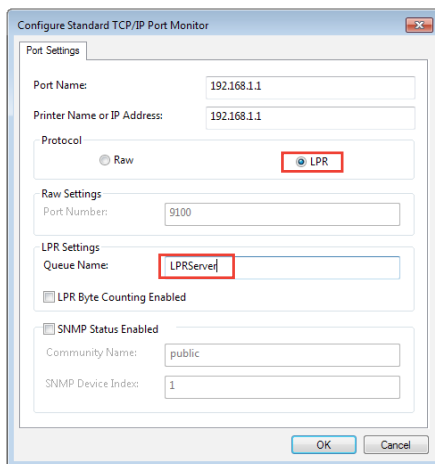 Configure Standard TCP/IP Port Monitor
Port Settings
Port Name: 192.168.1.1
Printer Name or IP Address: 192.168.1.1
Protocol
Raw LPR
Raw Settings
Port Number: 9100
LPR Settings
Queue Name: LPRServer
LPR Byte Counting Enabled
SNMP Status Enabled
Community Name: public
SNMP Device Index: 1
OK Cancel